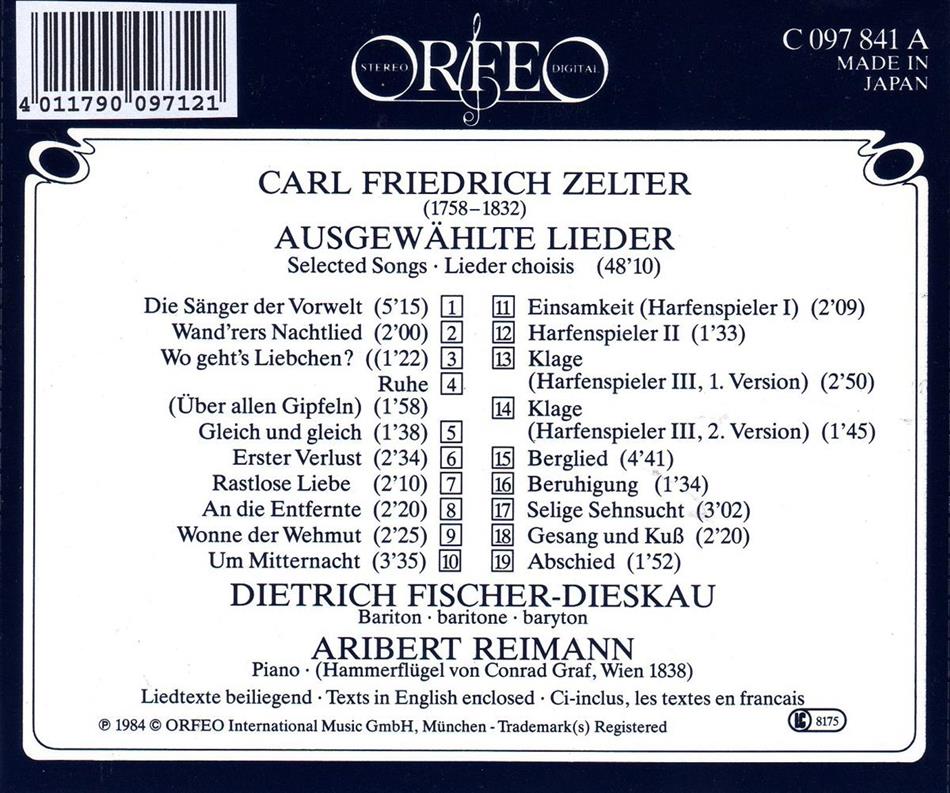 4 011790 097121
STEREO ORFEO DIGITAL
C 097 841 A
MADE IN
JAPAN
CARL FRIEDRICH ZELTER
(1758–1832)
AUSGEWÄHLTE LIEDER
Selected Songs · Lieder choisis (48'10)
Die Sänger der Vorwelt (5'15) 1
Wand'rers Nachtlied (2'00) 2
Wo geht's Liebchen? ((1'22) 3
Ruhe 4
(Über allen Gipfeln) (1'58)
Gleich und gleich (1'38) 5
Erster Verlust (2'34) 6
Rastlose Liebe (2'10) 7
An die Entfernte (2'20) 8
Wonne der Wehmut (2'25) 9
Um Mitternacht (3'35) 10
11 Einsamkeit (Harfenspieler I) (2'09)
12 Harfenspieler II (1'33)
13 Klage
(Harfenspieler III, 1. Version) (2'50)
14 Klage
(Harfenspieler III, 2. Version) (1'45)
15 Berglied (4'41)
16 Beruhigung (1'34)
17 Selige Sehnsucht (3'02)
18 Gesang und Kuß (2'20)
19 Abschied (1'52)
DIETRICH FISCHER-DIESKAU
Bariton · baritone · baryton
ARIBERT REIMANN
Piano · (Hammerflügel von Conrad Graf, Wien 1838)
Liedtexte beiliegend · Texts in English enclosed · Ci-inclus, les textes en francais
℗ 1984 © ORFEO International Music GmbH, München - Trademark(s) Registered
LC 8175